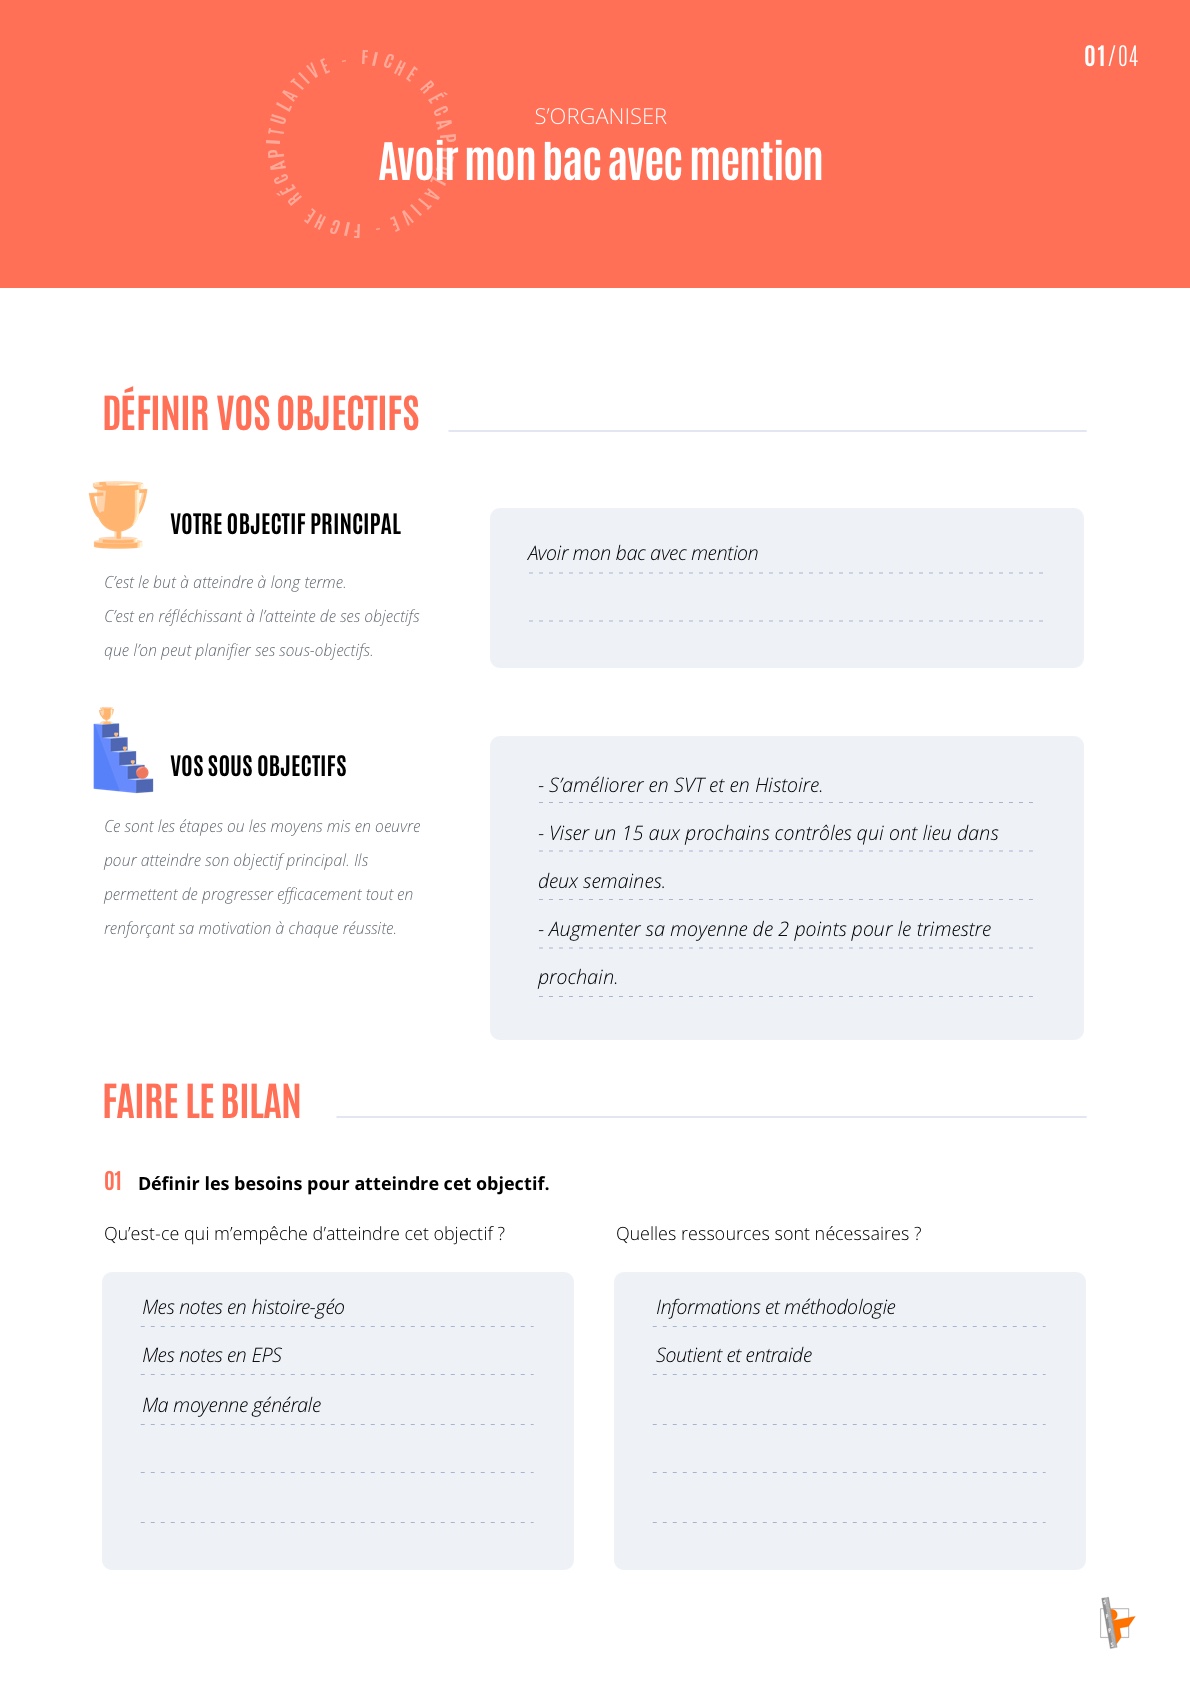 01/04
FICHE RÉCAPITULATIVE - FICHE RÉCAPITULATIVE -
S’ORGANISER
Avoir mon bac avec mention
DÉFINIR VOS OBJECTIFS
VOTRE OBJECTIF PRINCIPAL
C’est le but à atteindre à long terme.
C’est en réfléchissant à l’atteinte de ses objectifs
que l’on peut planifier ses sous-objectifs.
Avoir mon bac avec mention
VOS SOUS OBJECTIFS
Ce sont les étapes ou les moyens mis en oeuvre
pour atteindre son objectif principal. Ils
permettent de progresser efficacement tout en
renforçant sa motivation à chaque réussite.
- S’améliorer en SVT et en Histoire.
- Viser un 15 aux prochains contrôles qui ont lieu dans
deux semaines.
- Augmenter sa moyenne de 2 points pour le trimestre
prochain.
FAIRE LE BILAN
01 Définir les besoins pour atteindre cet objectif.
Qu’est-ce qui m’empêche d’atteindre cet objectif ?
Mes notes en histoire-géo
Mes notes en EPS
Ma moyenne générale
Quelles ressources sont nécessaires ?
Informations et méthodologie
Soutient et entraide